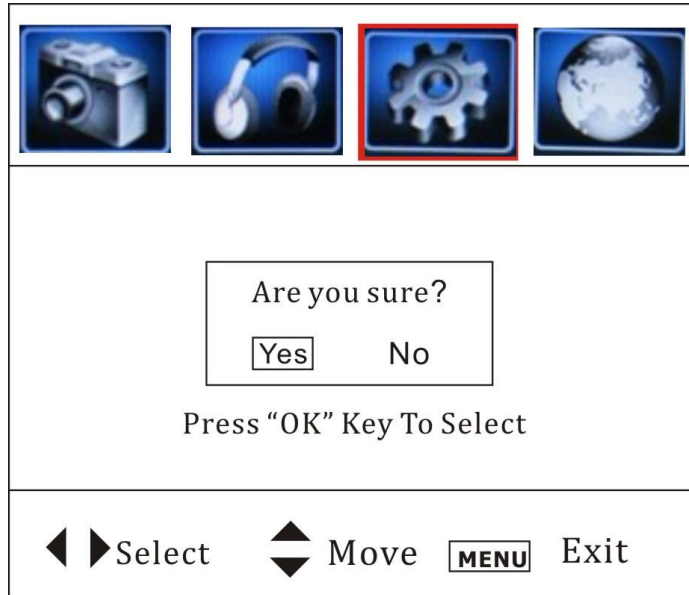 Are you sure?
Yes No
Press “OK” Key To Select
Select Move MENU Exit